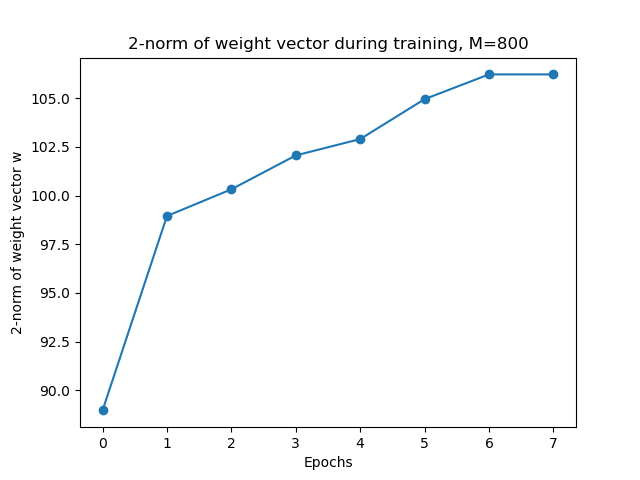 2-norm of weight vector during training, M=800
105.0
102.5
100.0
97.5
95.0
92.5
90.0
2-norm of weight vector w
0 1 2 3 4 5 6 7
Epochs